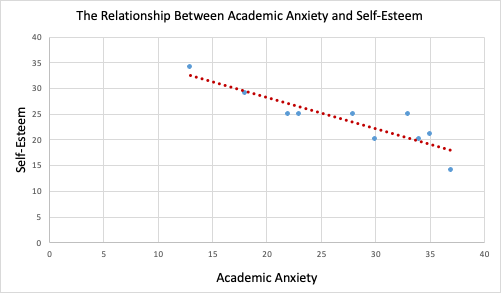 The Relationship Between Academic Anxiety and Self-Esteem
40
35
30
25
20
15
10
5
0
Self-Esteem
0 5 10 15 20 25 30 35 40
Academic Anxiety